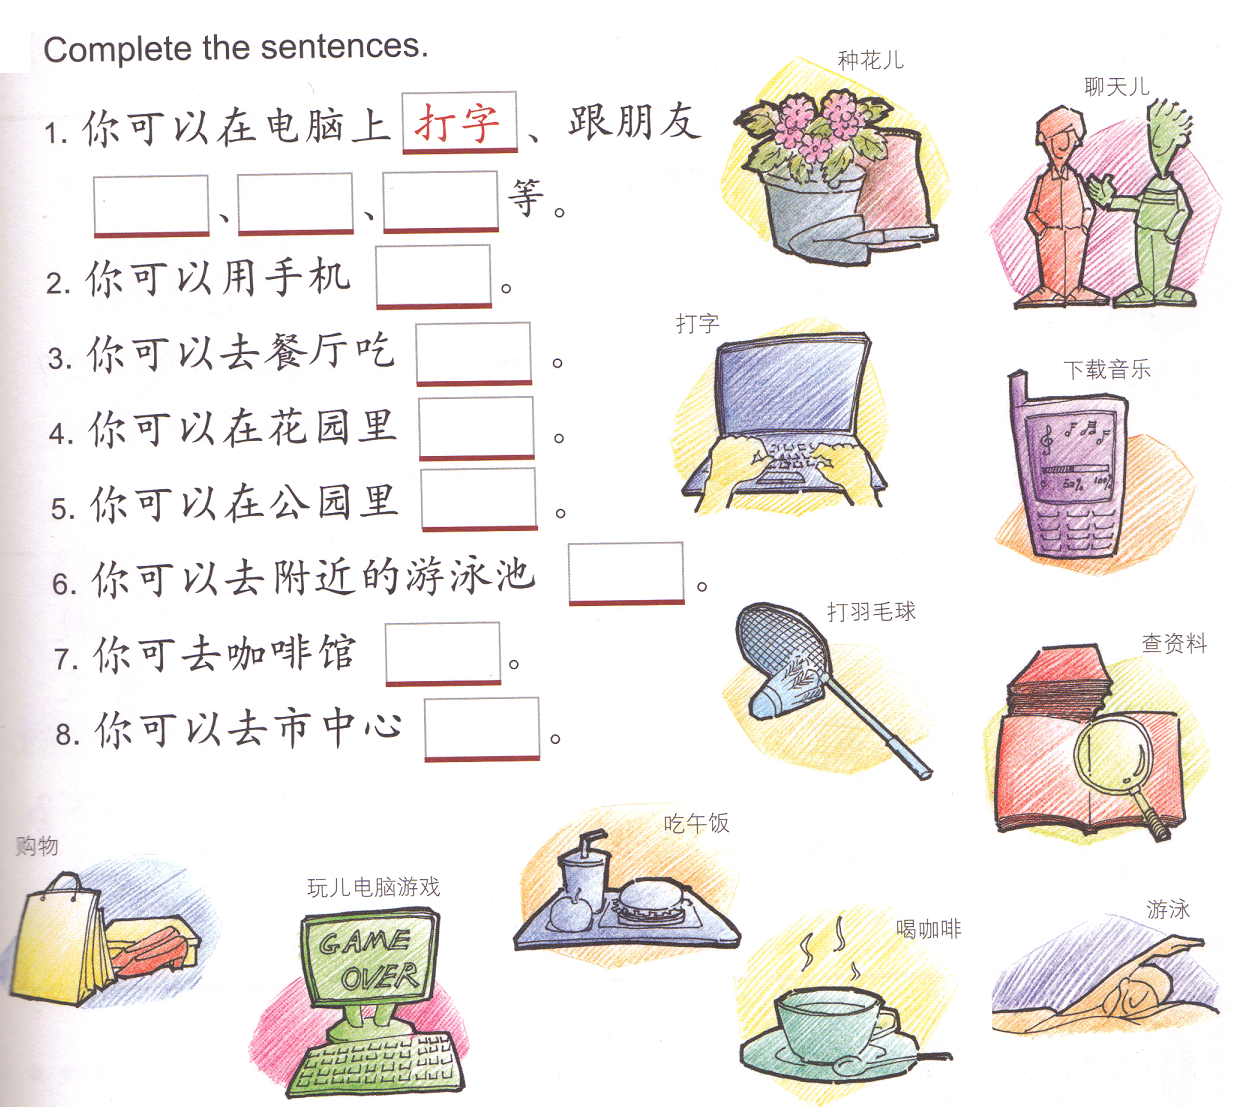 Complete the sentences.
1. 你可以在电脑上 打字 、跟朋友
、 、 等。
2. 你可以用手机 。
3. 你可以去餐厅吃 。
4. 你可以在花园里 。
5. 你可以在公园里 。
6. 你可以去附近的游泳池 。
7. 你可去咖啡馆 。
8. 你可以去市中心 。
种花儿
聊天儿
打字
下载音乐
50% 100%
打羽毛球
查资料
购物
玩儿电脑游戏
GAME
OVER
吃午饭
喝咖啡
游泳